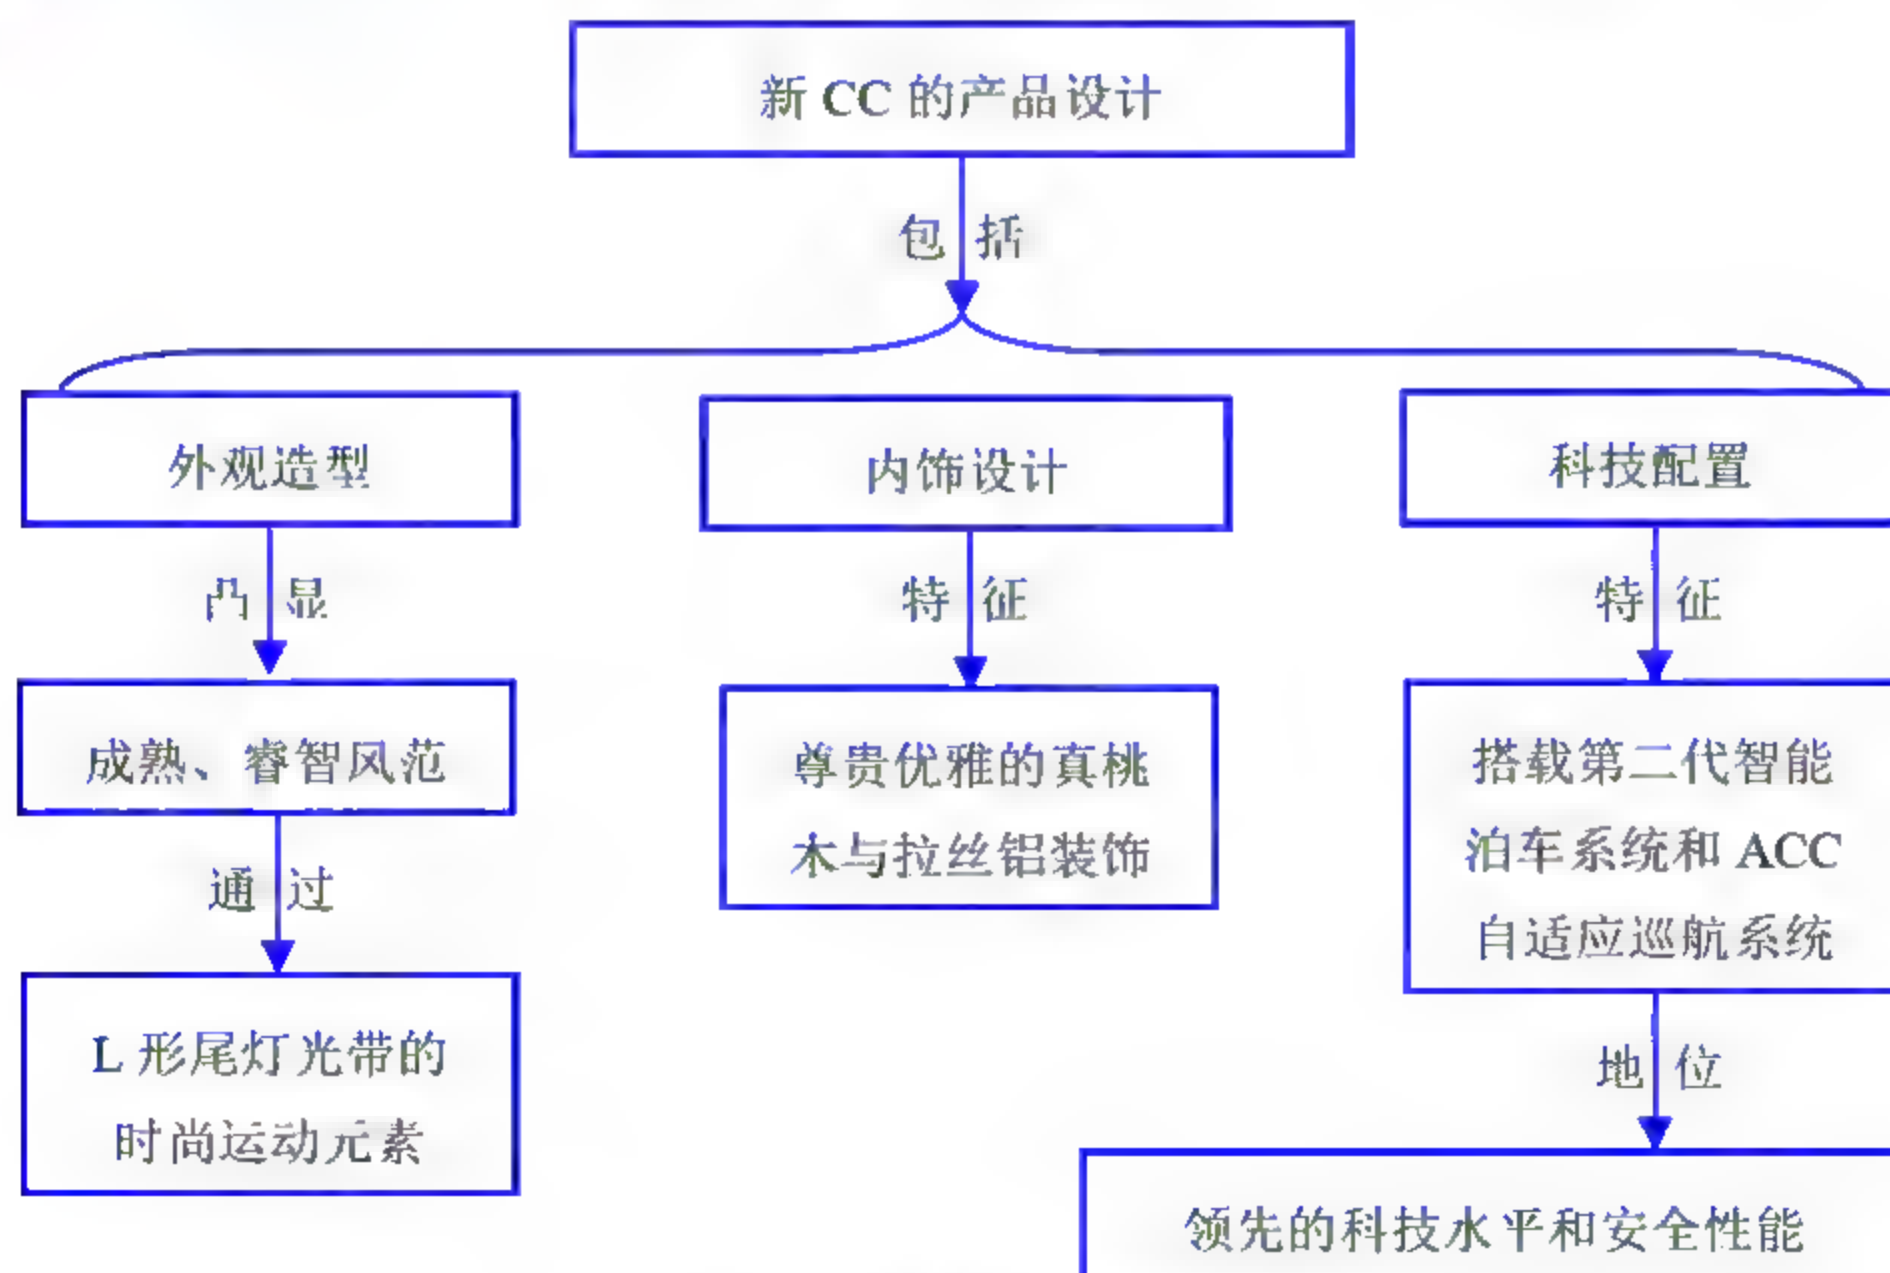 新 CC 的产品设计
包 括
外观造型
内饰设计
科技配置
凸 显
特 征
特 征
成熟、睿智风范
尊贵优雅的真桃
木与拉丝铝装饰
搭载第二代智能
泊车系统和 ACC
自适应巡航系统
通 过
地 位
L 形尾灯光带的
时尚运动元素
领先的科技水平和安全性能